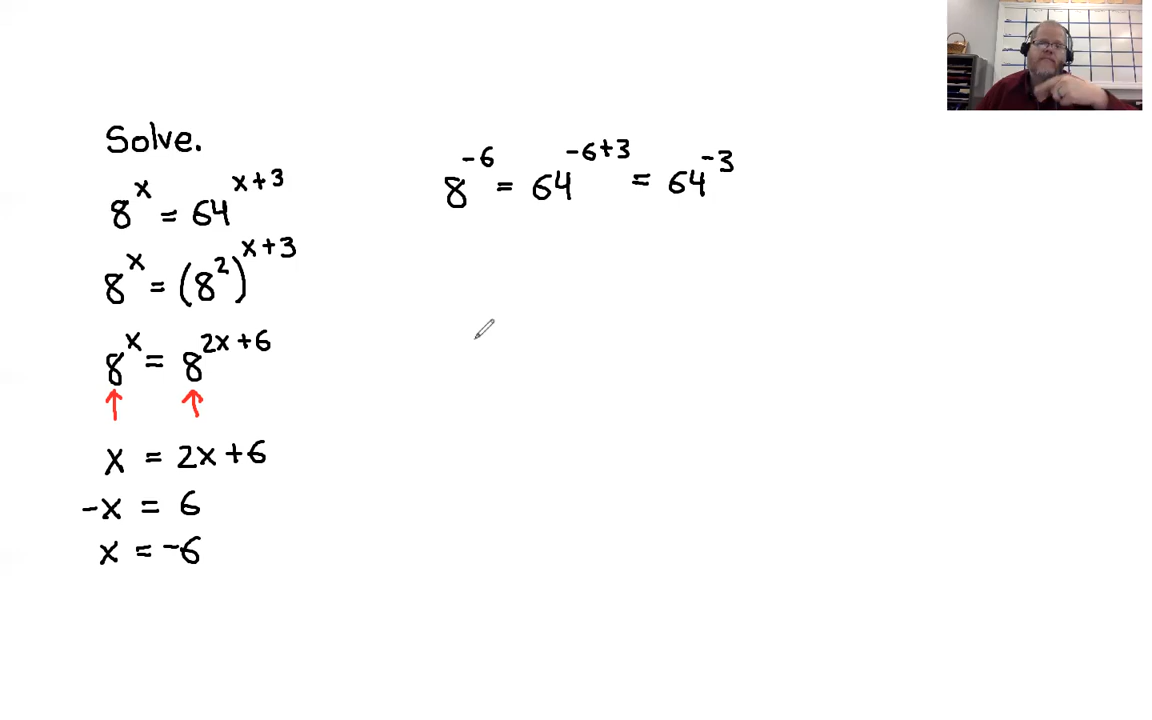 Solve.
8^x = 64^(x+3)
8^x = (8^2)^(x+3)
8^x = 8^(2x+6)
x = 2x+6
-x = 6
x = -6
8^(-6) = 64^(-6+3) = 64^(-3)